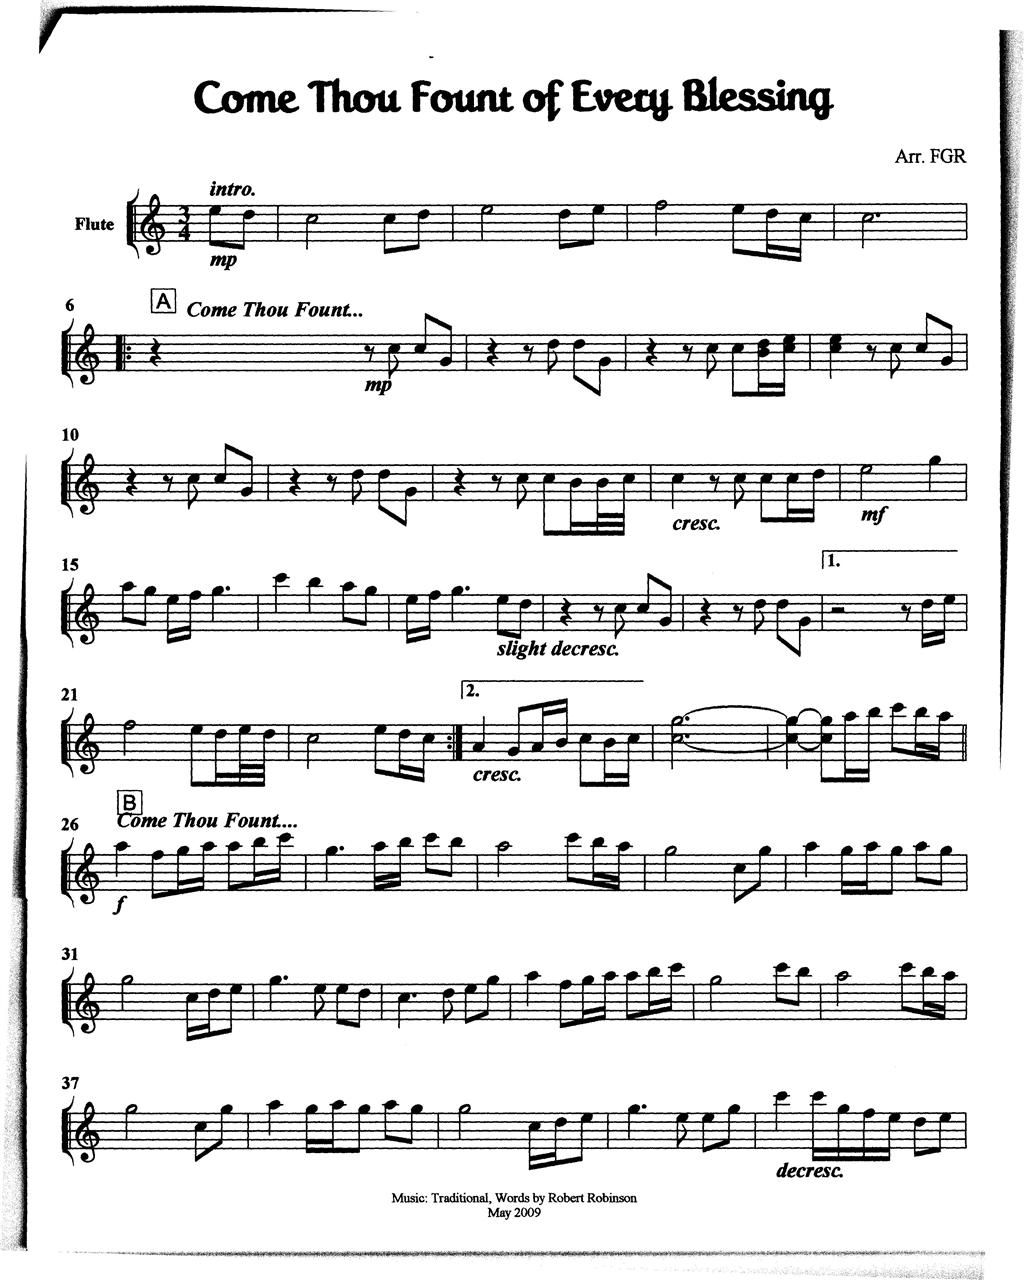 Come Thou Fount of Every Blessing
Arr. FGR
intro.
Flute
3
4
mp
6
A
Come Thou Fount...
mp
10
cresc.
mf
15
1.
slight decresc.
21
2.
cresc.
B
26
Come Thou Fount....
f
31
37
decresc.
Music: Traditional, Words by Robert Robinson
May 2009